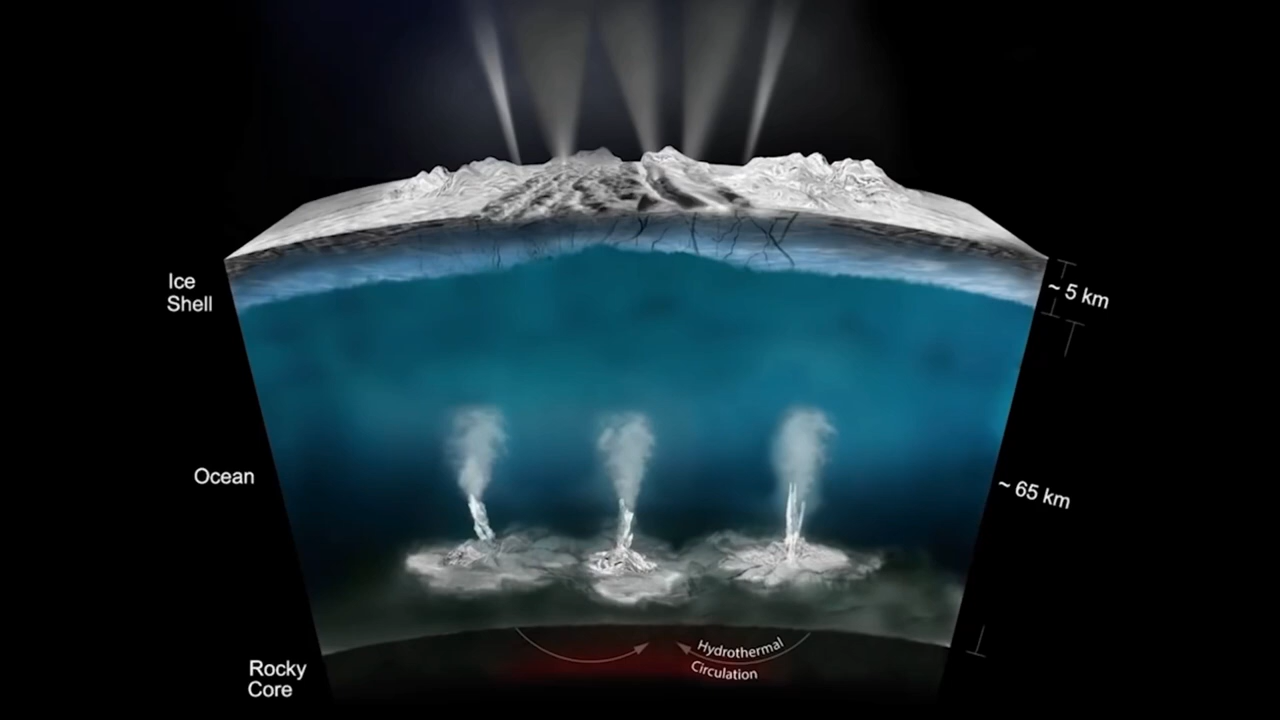 Ice
Shell
~ 5 km
Ocean
~ 65 km
Hydrothermal
Circulation
Rocky
Core